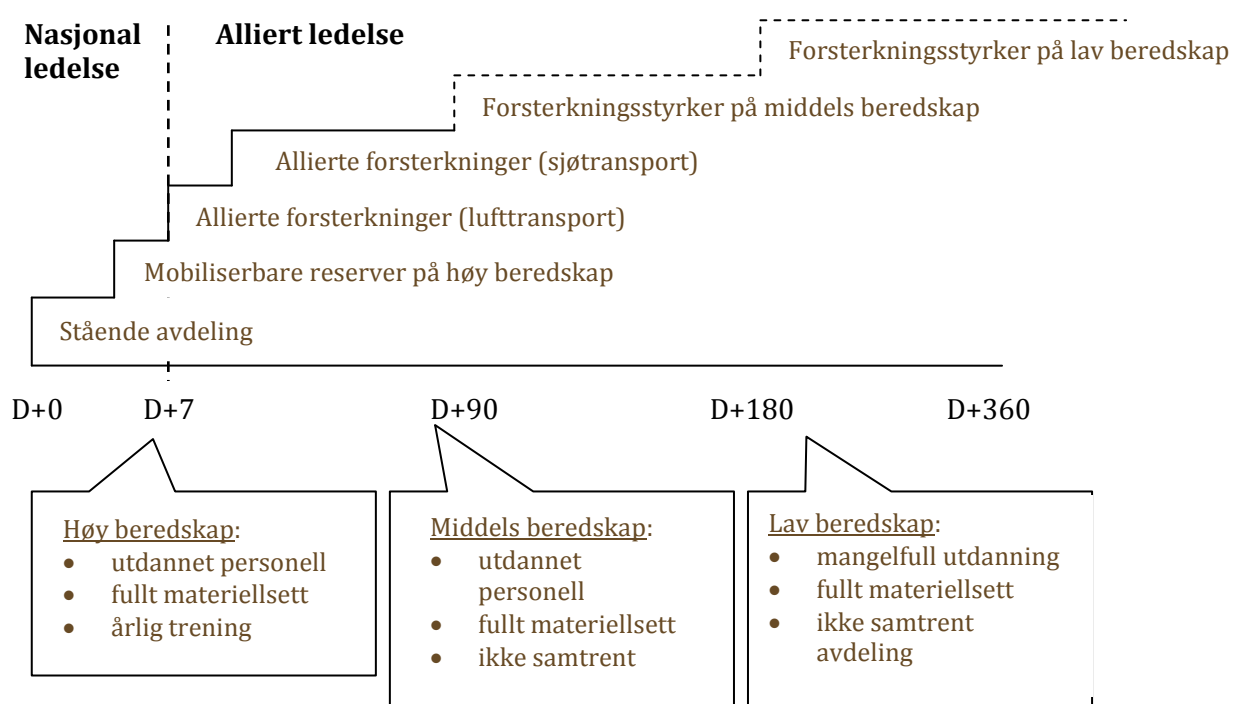 Nasjonal
ledelse
Alliert ledelse
Forsterkningsstyrker på lav beredskap
Forsterkningsstyrker på middels beredskap
Allierte forsterkninger (sjøtransport)
Allierte forsterkninger (lufttransport)
Mobiliserbare reserver på høy beredskap
Stående avdeling
D+0 D+7 D+90 D+180 D+360
Høy beredskap:
• utdannet personell
• fullt materiellsett
• årlig trening
Middels beredskap:
• utdannet
personell
• fullt materiellsett
• ikke samtrent
Lav beredskap:
• mangelfull utdanning
• fullt materiellsett
• ikke samtrent
avdeling